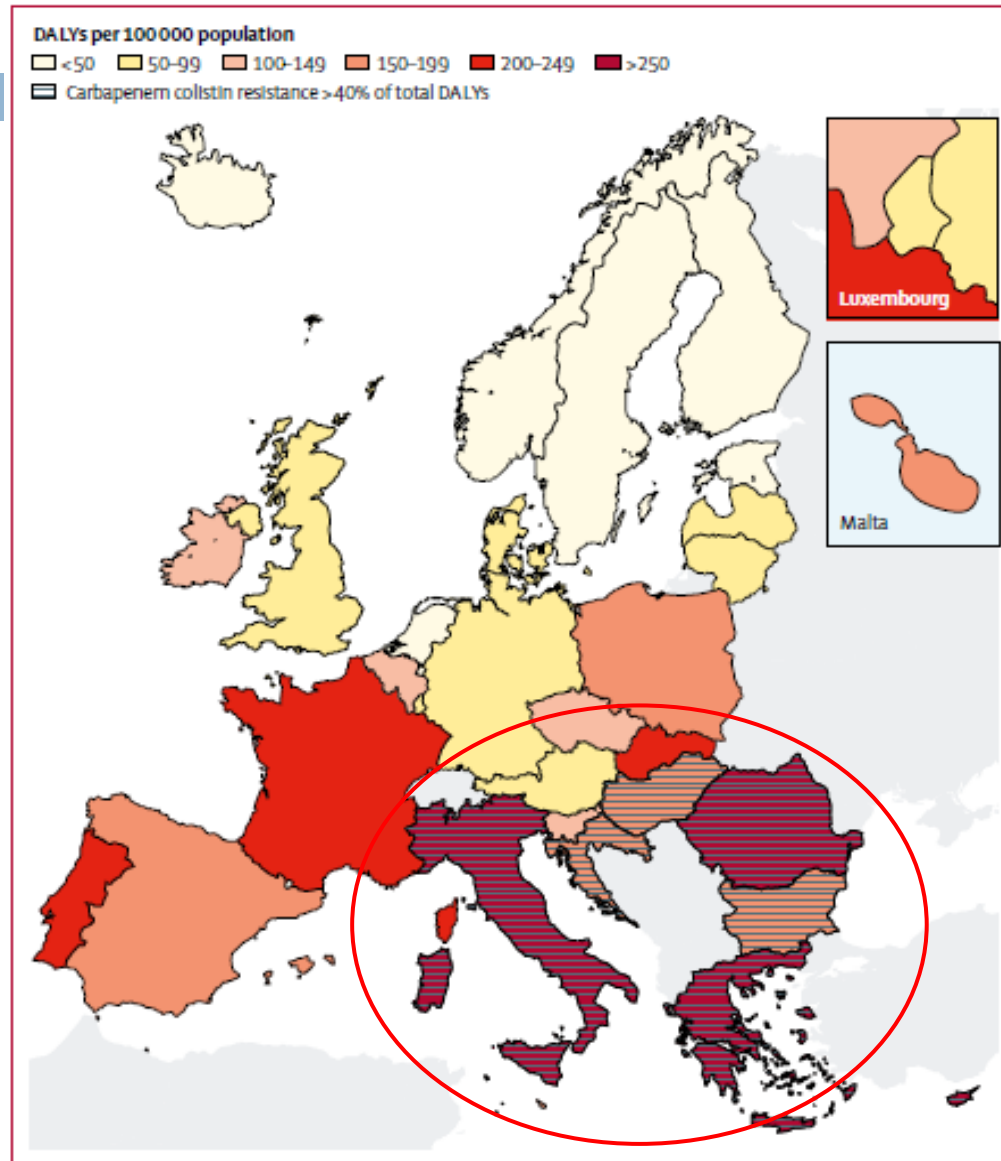 DALYs per 100 000 population
<50 50–99 100–149 150–199 200–249 >250
Carbapenem colistin resistance >40% of total DALYs
Luxembourg
Malta